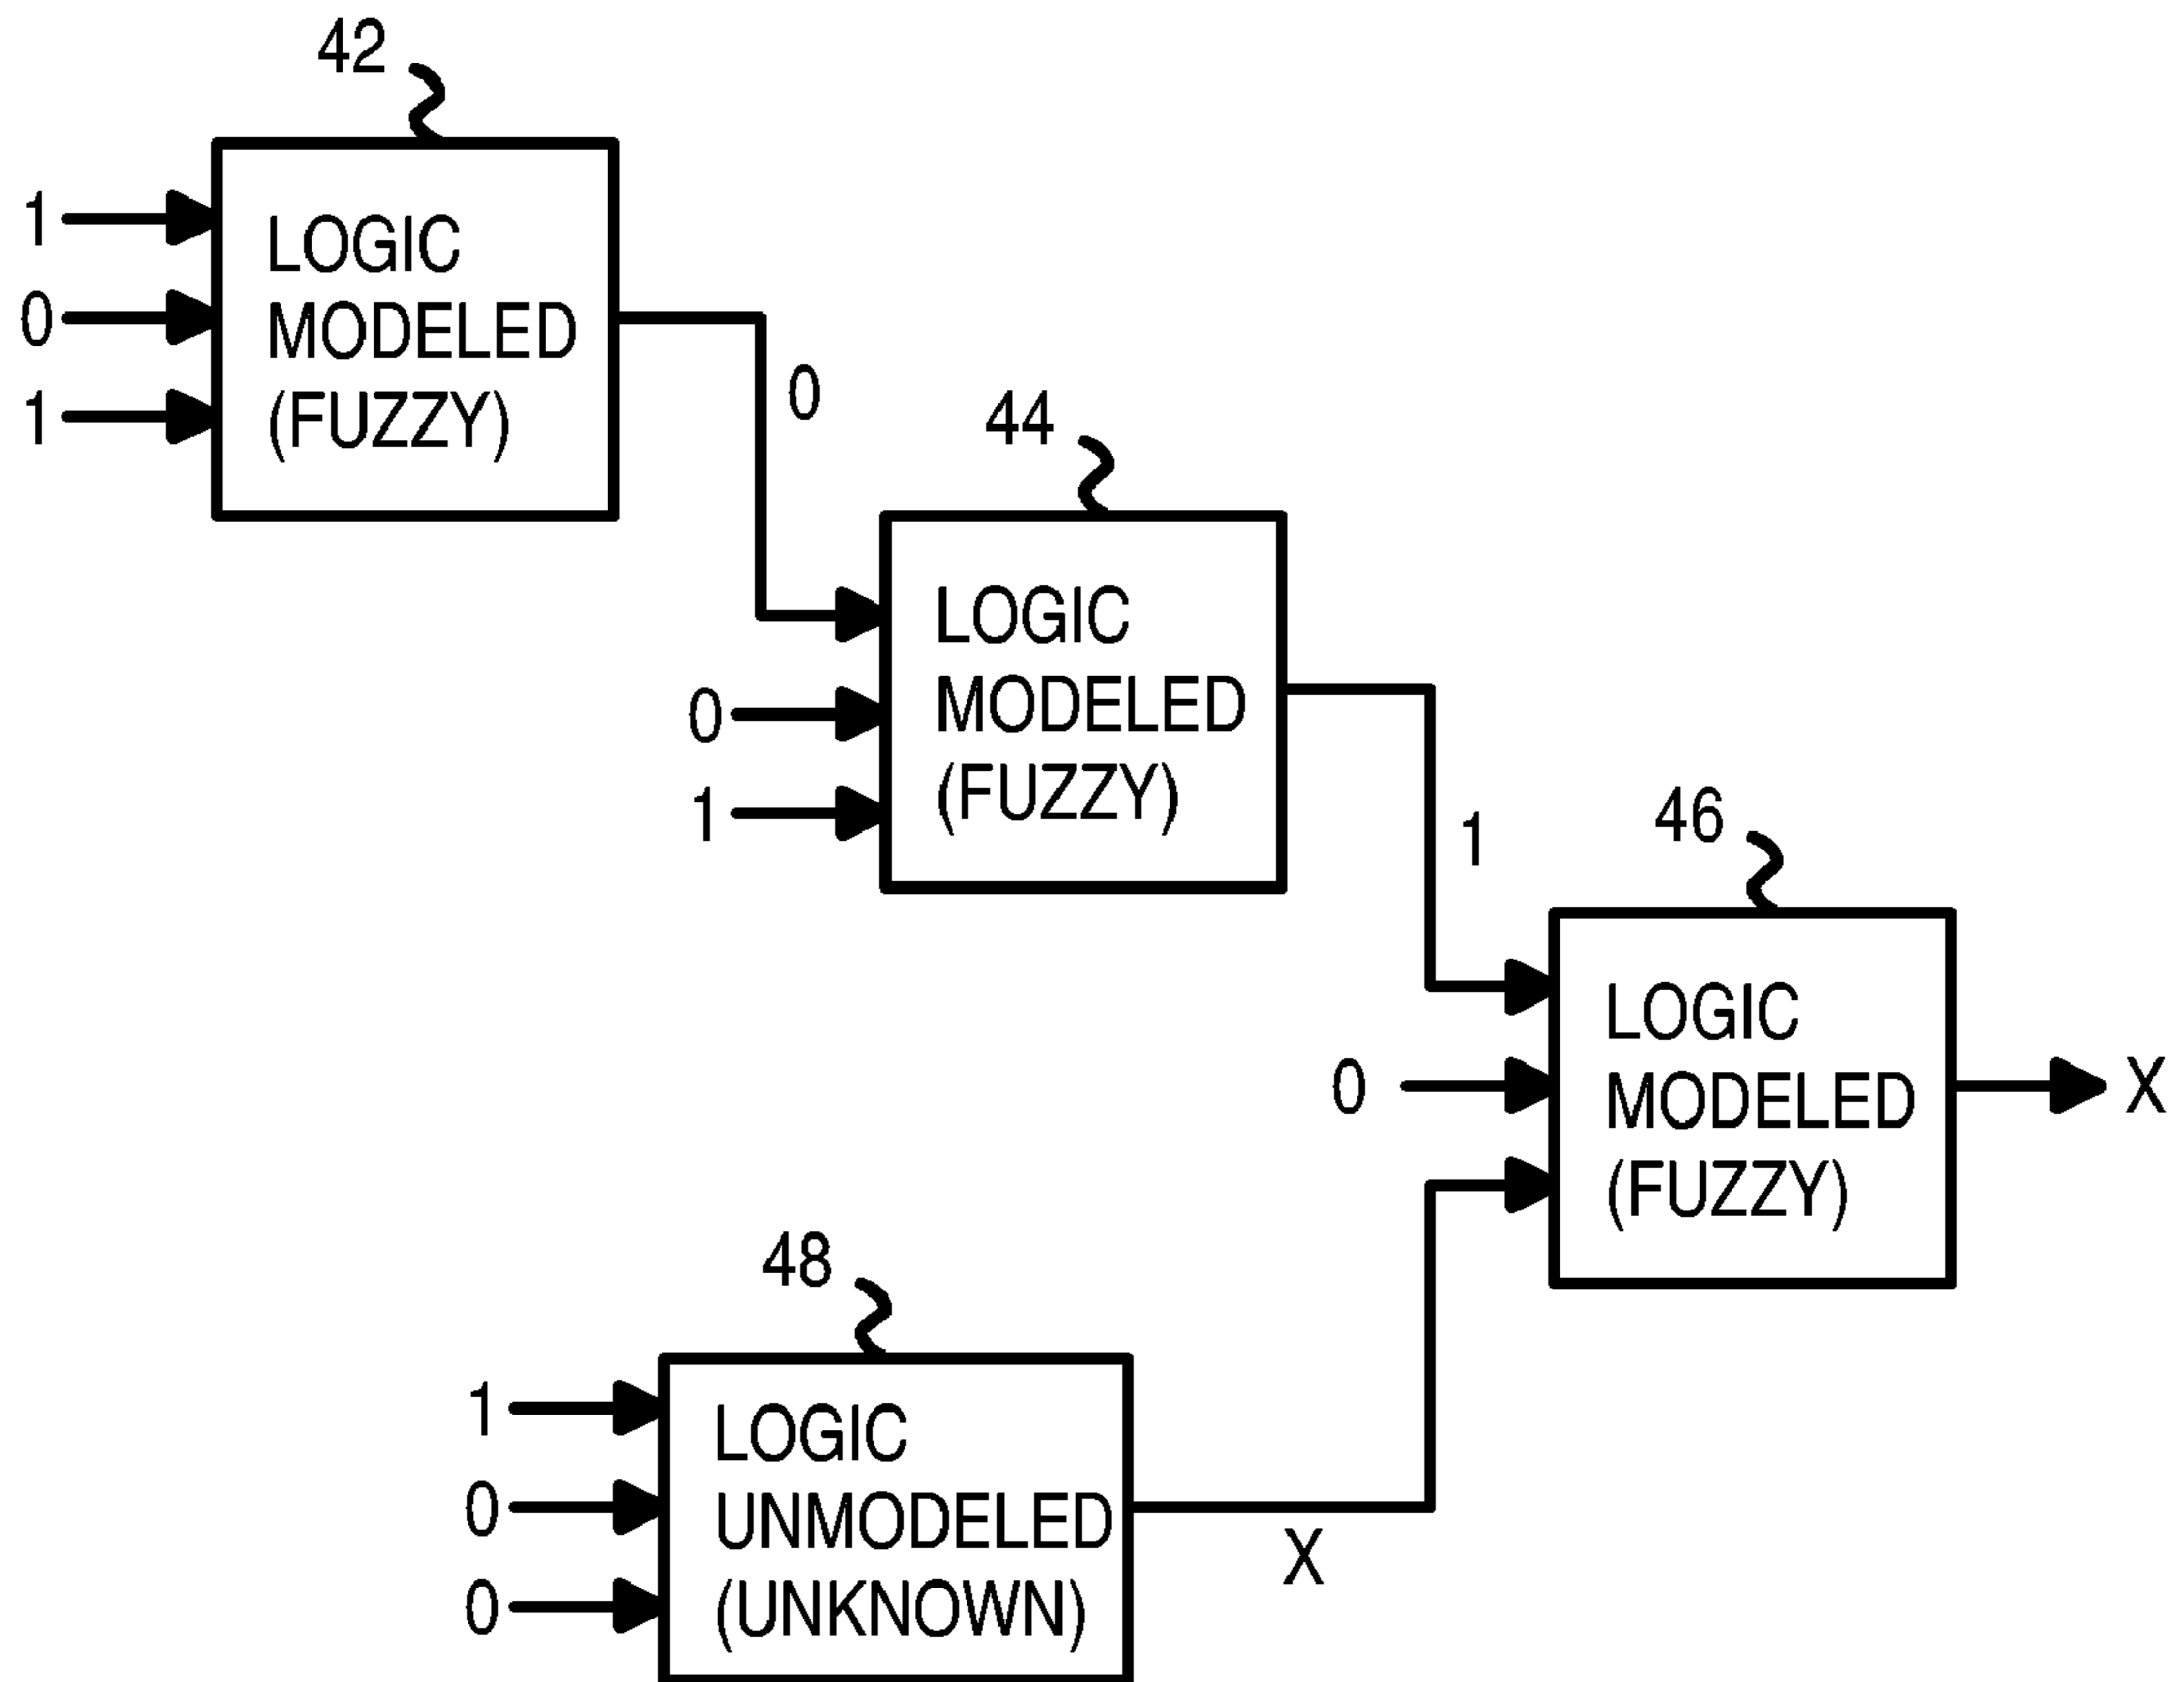 42
1
0
1
LOGIC
MODELED
(FUZZY)
0
44
0
1
LOGIC
MODELED
(FUZZY)
1
46
0
LOGIC
MODELED
(FUZZY)
X
48
1
0
0
LOGIC
UNMODELED
(UNKNOWN)
X